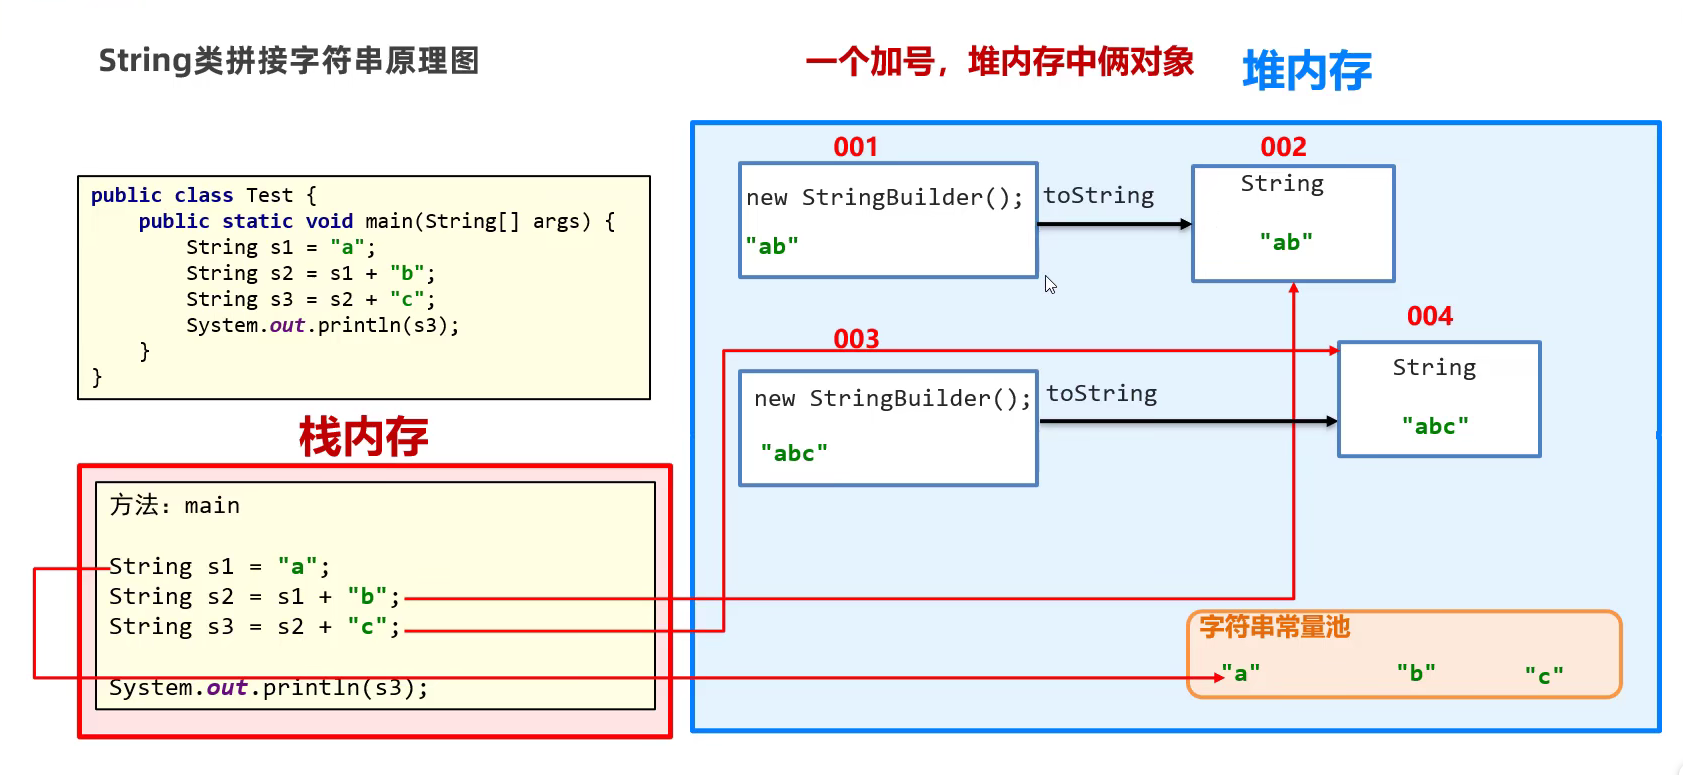 String类拼接字符串原理图
一个加号，堆内存中俩对象
堆内存
public class Test {
public static void main(String[] args) {
String s1 = "a";
String s2 = s1 + "b";
String s3 = s2 + "c";
System.out.println(s3);
}
}
001
new StringBuilder();
"ab"
toString
002
String
"ab"
003
new StringBuilder();
"abc"
toString
004
String
"abc"
栈内存
方法：main
String s1 = "a";
String s2 = s1 + "b";
String s3 = s2 + "c";
System.out.println(s3);
字符串常量池
"a" "b" "c"